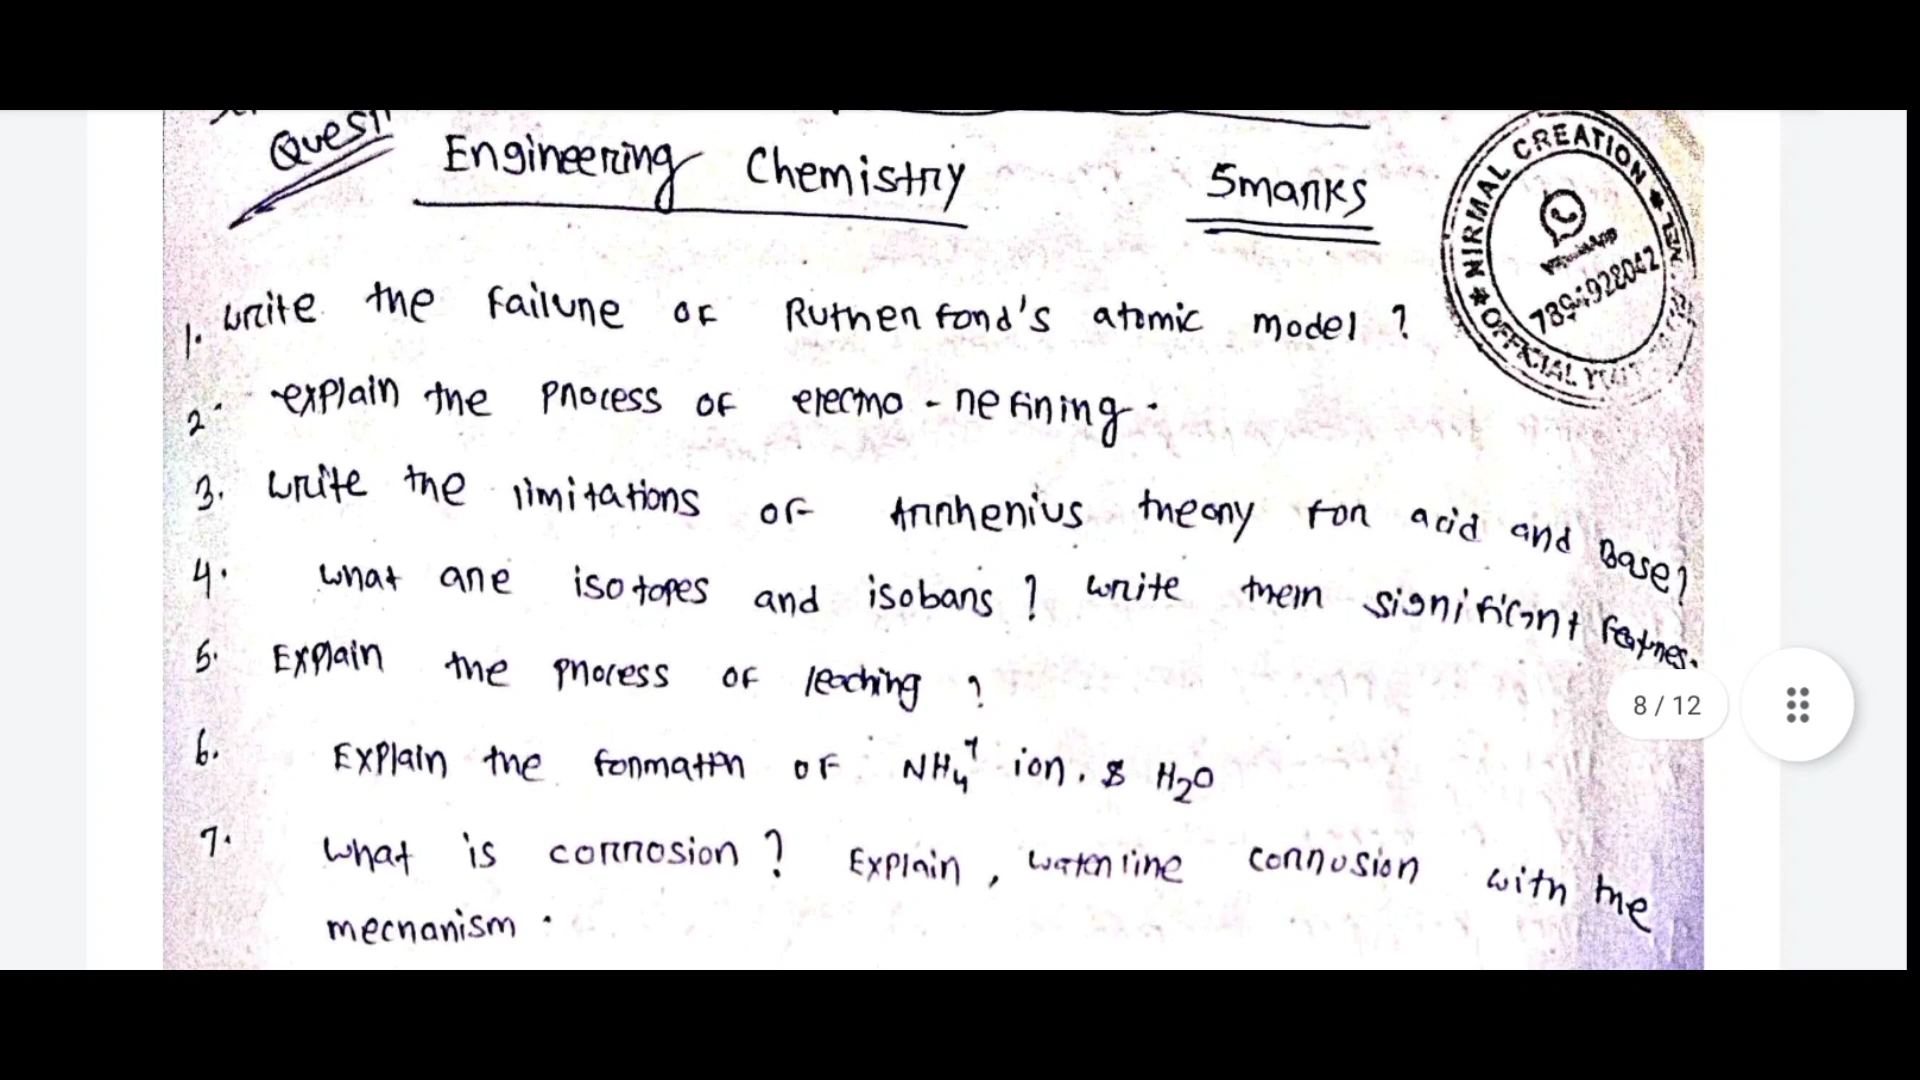 Quest
Engineering Chemistry 5marks
NIRMAL CREATION
WhatsApp
7894928042
OFFICIAL
1. write the failure of Rutherford's atomic model ?
2. explain the process of electro-refining.
3. write the limitations of Arrhenius theory for acid and Base?
4. what are isotopes and isobars ? write their significant features.
5. Explain the process of leaching ?
6. Explain the formation of NH4+ ion. & H2O
8 / 12
7. what is corrosion ? Explain, waterline corrosion with the
mechanism.